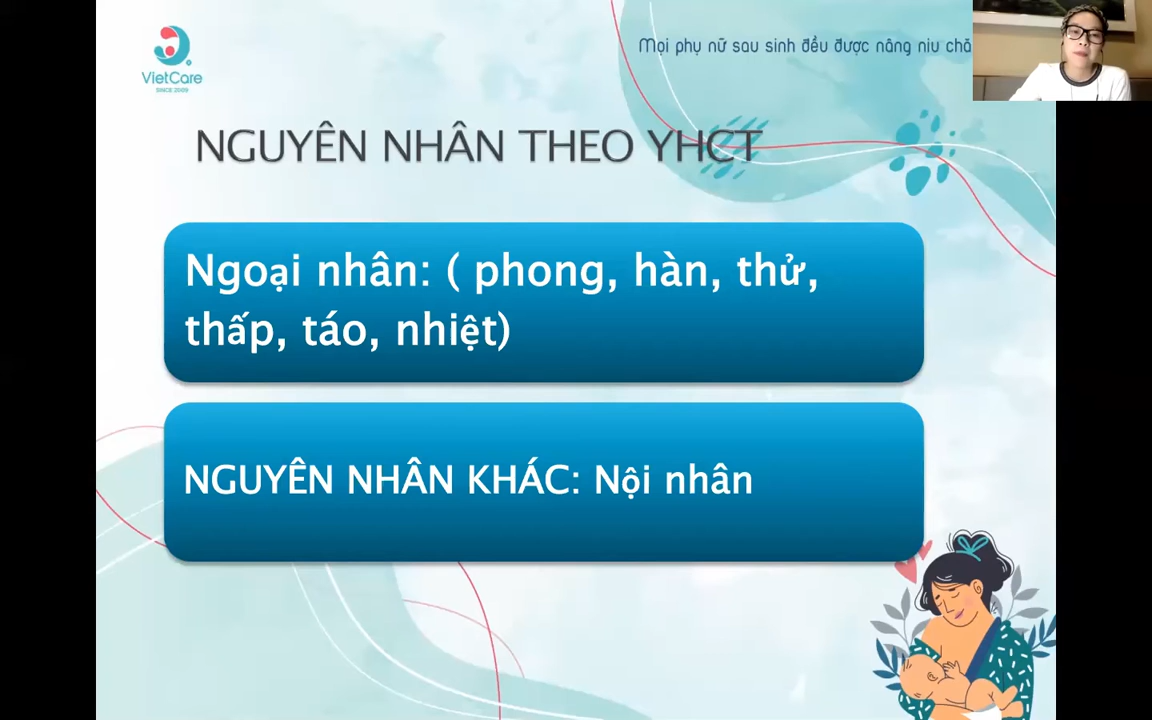 VietCare
SINCE 2009
Mọi phụ nữ sau sinh đều được nâng niu chă
NGUYÊN NHÂN THEO YHCT
Ngoại nhân: ( phong, hàn, thử,
thấp, táo, nhiệt)
NGUYÊN NHÂN KHÁC: Nội nhân